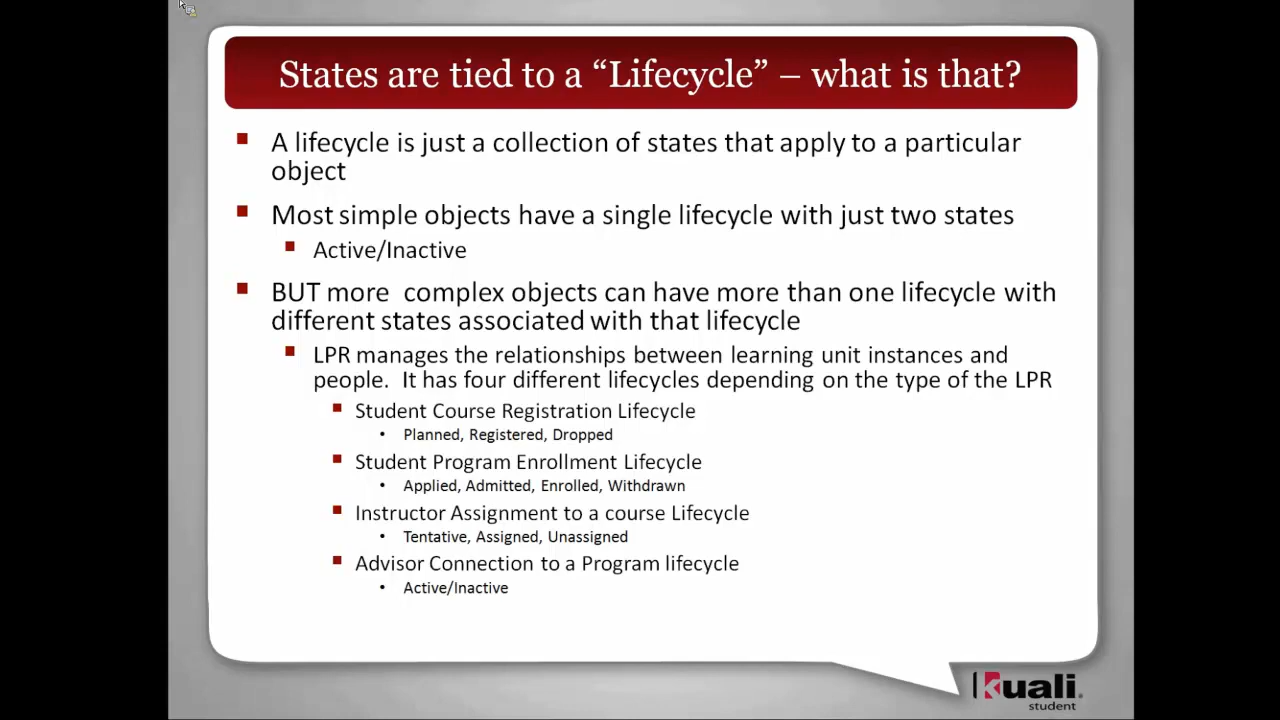 States are tied to a “Lifecycle” – what is that?
A lifecycle is just a collection of states that apply to a particular
object
Most simple objects have a single lifecycle with just two states
Active/Inactive
BUT more  complex objects can have more than one lifecycle with
different states associated with that lifecycle
LPR manages the relationships between learning unit instances and
people.  It has four different lifecycles depending on the type of the LPR
Student Course Registration Lifecycle
• Planned, Registered, Dropped
Student Program Enrollment Lifecycle
• Applied, Admitted, Enrolled, Withdrawn
Instructor Assignment to a course Lifecycle
• Tentative, Assigned, Unassigned
Advisor Connection to a Program lifecycle
• Active/Inactive
Kuali
student